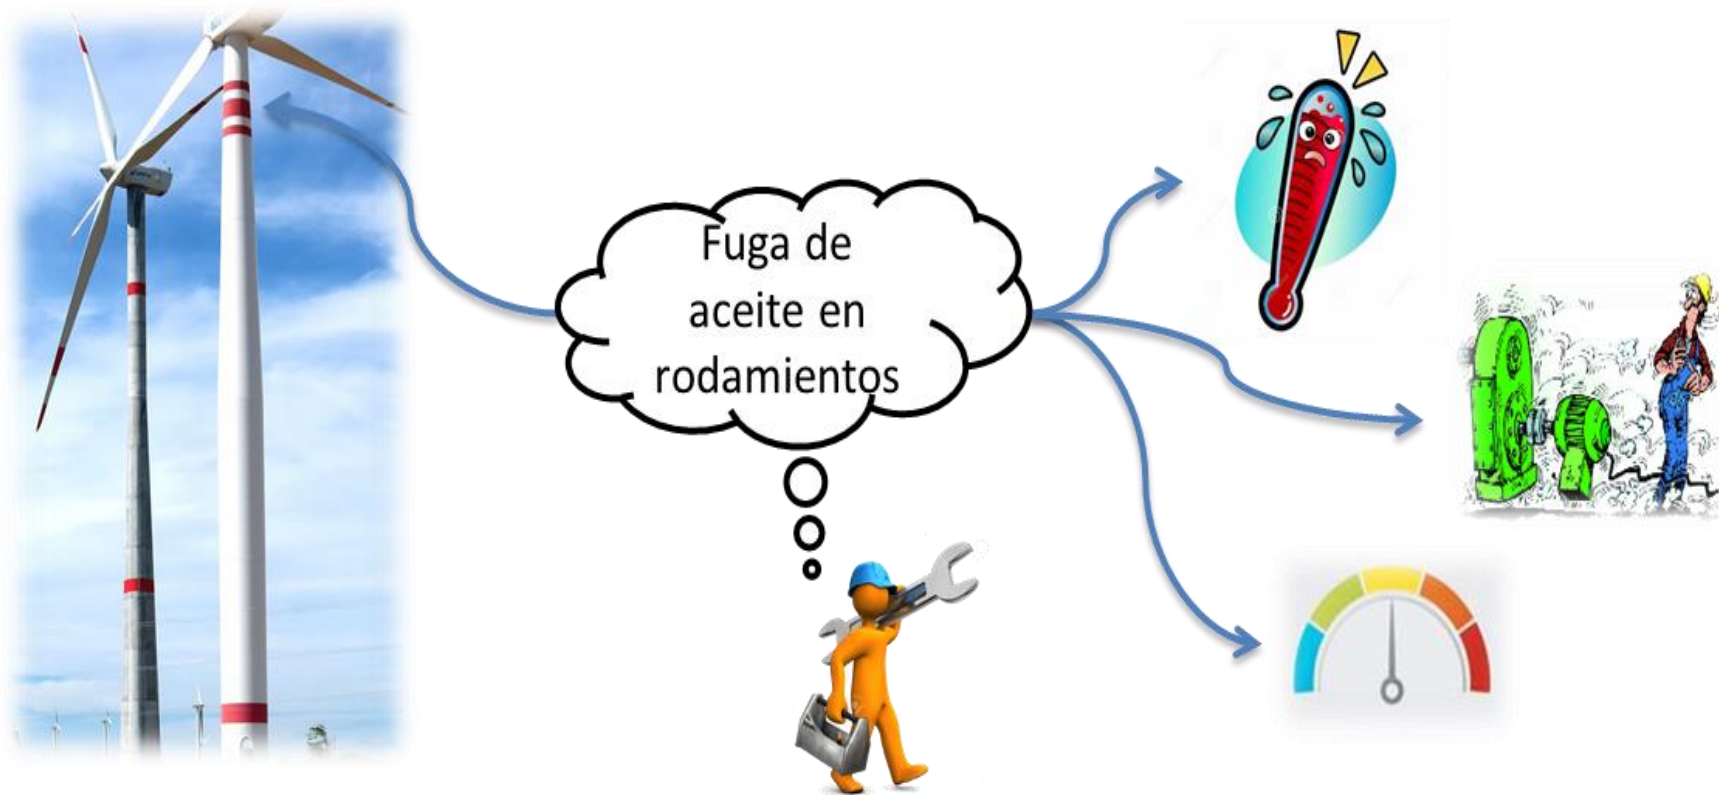 Fuga de
aceite en
rodamientos